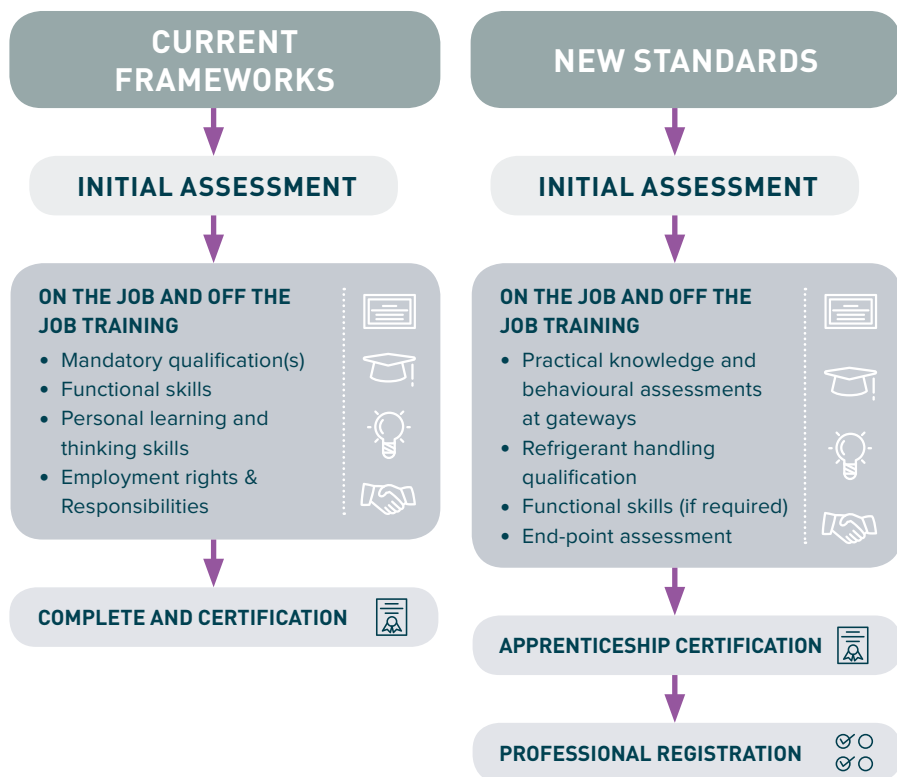 CURRENT
FRAMEWORKS
INITIAL ASSESSMENT
ON THE JOB AND OFF THE
JOB TRAINING
• Mandatory qualification(s)
• Functional skills
• Personal learning and
thinking skills
• Employment rights &
Responsibilities
COMPLETE AND CERTIFICATION
NEW STANDARDS
INITIAL ASSESSMENT
ON THE JOB AND OFF THE
JOB TRAINING
• Practical knowledge and
behavioural assessments
at gateways
• Refrigerant handling
qualification
• Functional skills (if required)
• End-point assessment
APPRENTICESHIP CERTIFICATION
PROFESSIONAL REGISTRATION